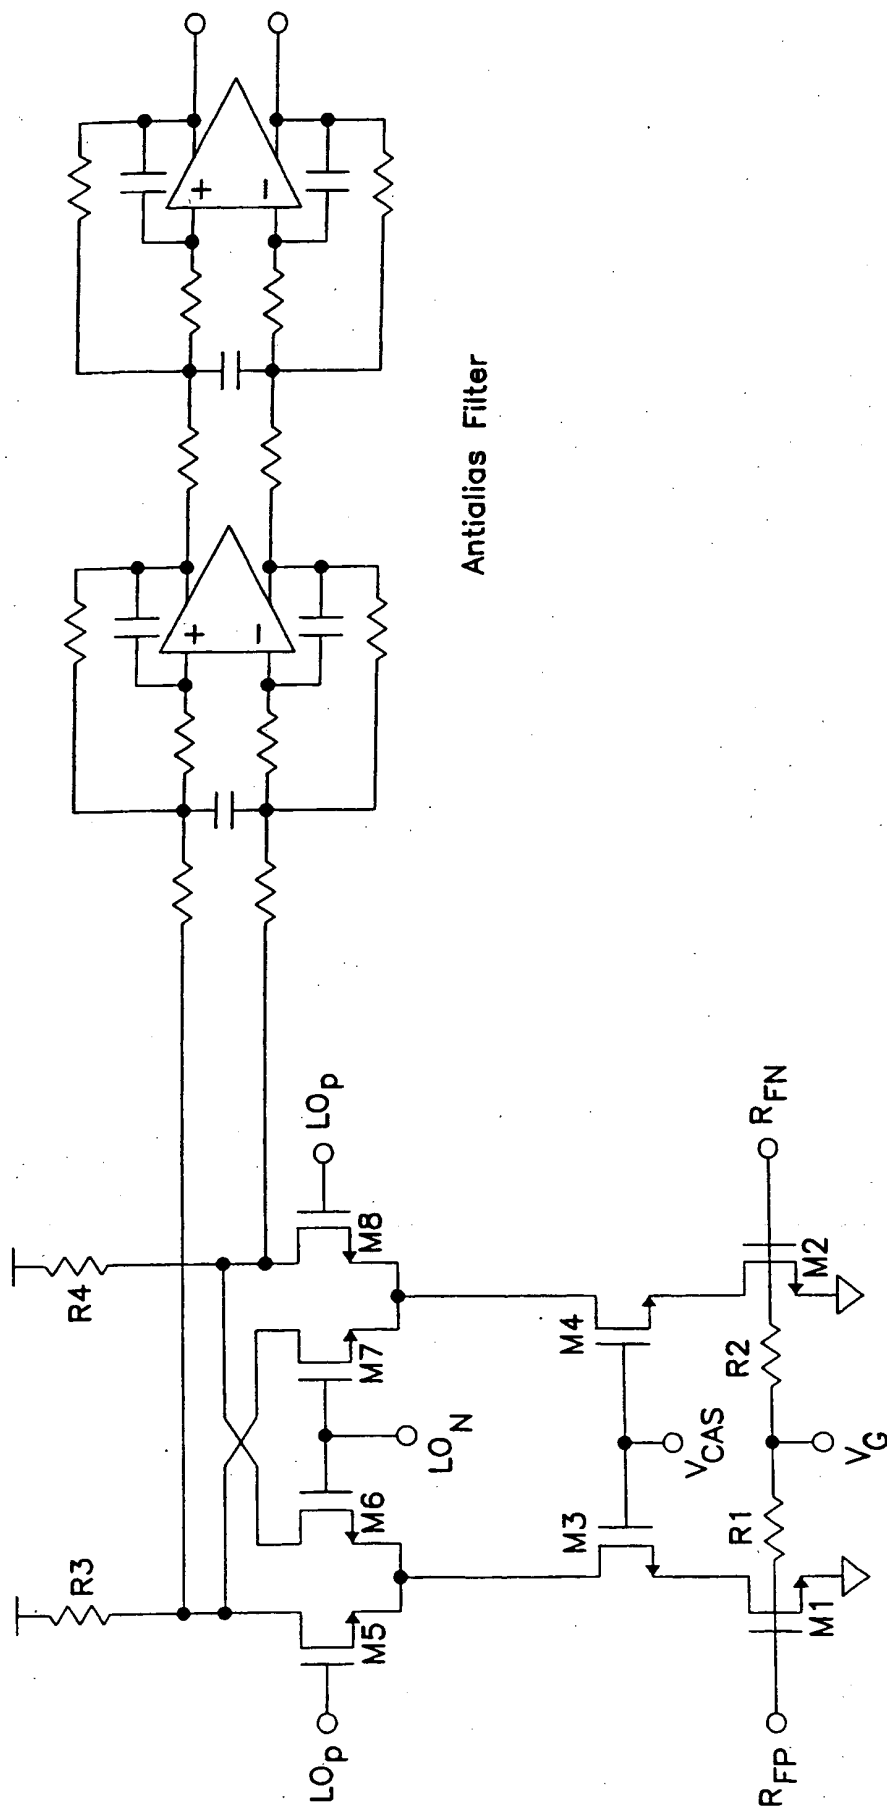 Antialias Filter
R3
R4
LOp
M5
M6
M7
M8
LOp
LON
M3
M4
VCAS
RFP
M1
R1
R2
M2
RFN
VG
+
−
+
−